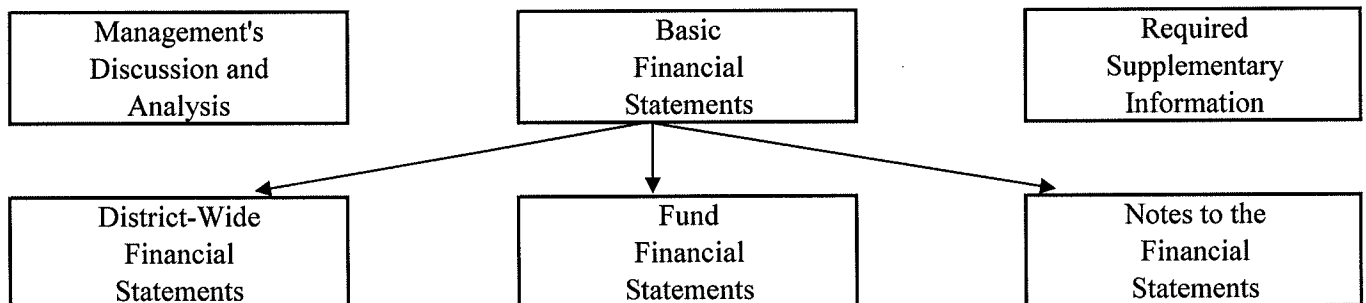 Management's
Discussion and
Analysis
Basic
Financial
Statements
Required
Supplementary
Information
District-Wide
Financial
Statements
Fund
Financial
Statements
Notes to the
Financial
Statements